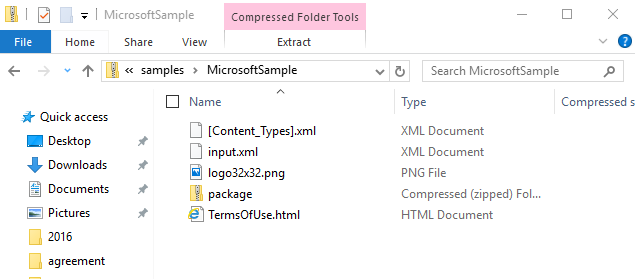 MicrosoftSample
Compressed Folder Tools
File Home Share View Extract
« samples > MicrosoftSample
Search MicrosoftSample
Name Type Compressed s
Quick access
Desktop
Downloads
Documents
Pictures
2016
agreement
[Content_Types].xml XML Document
input.xml XML Document
logo32x32.png PNG File
package Compressed (zipped) Fol...
TermsOfUse.html HTML Document